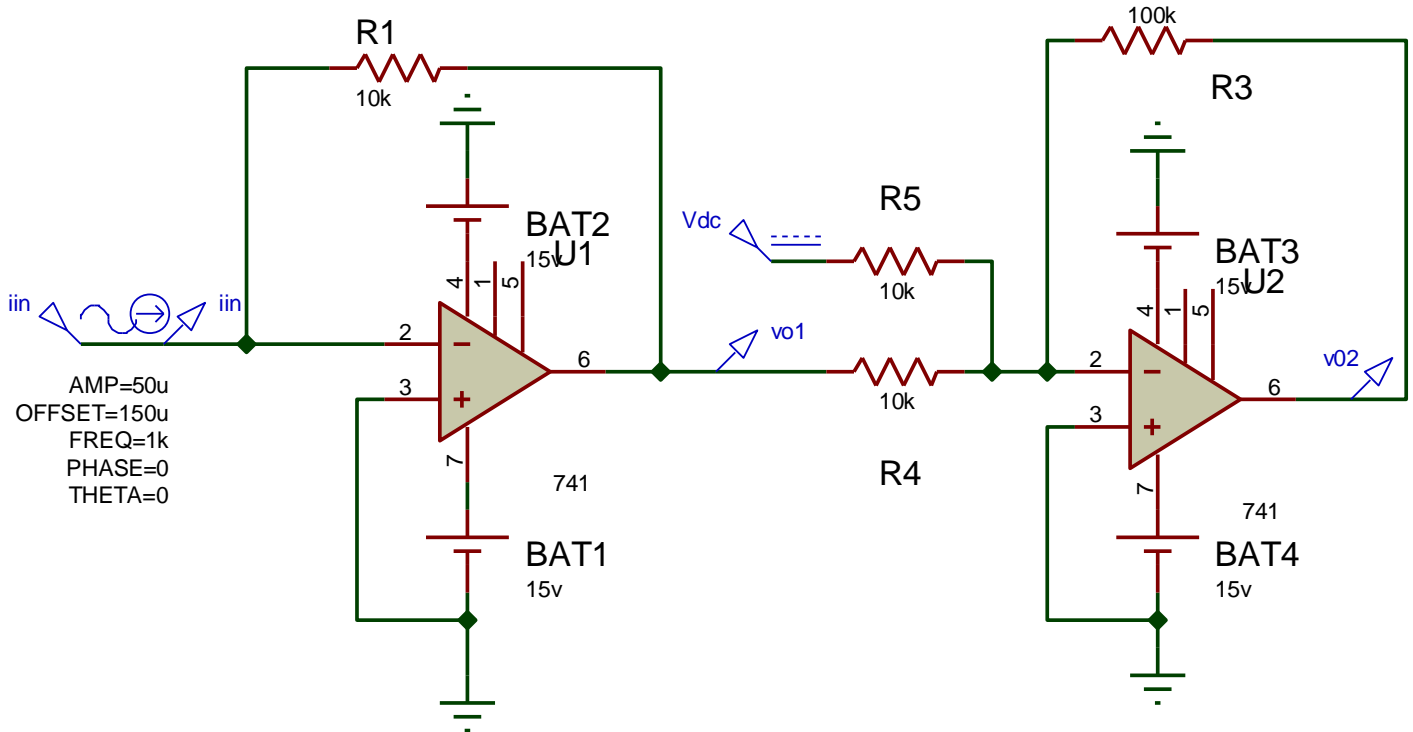 R1
10k
BAT2
15v
U1
4
1
5
iin
iin
2
3
6
7
AMP=50u
OFFSET=150u
FREQ=1k
PHASE=0
THETA=0
741
BAT1
15v
R5
Vdc
10k
vo1
10k
R4
100k
R3
BAT3
15v
U2
4
1
5
2
3
6
7
v02
741
BAT4
15v